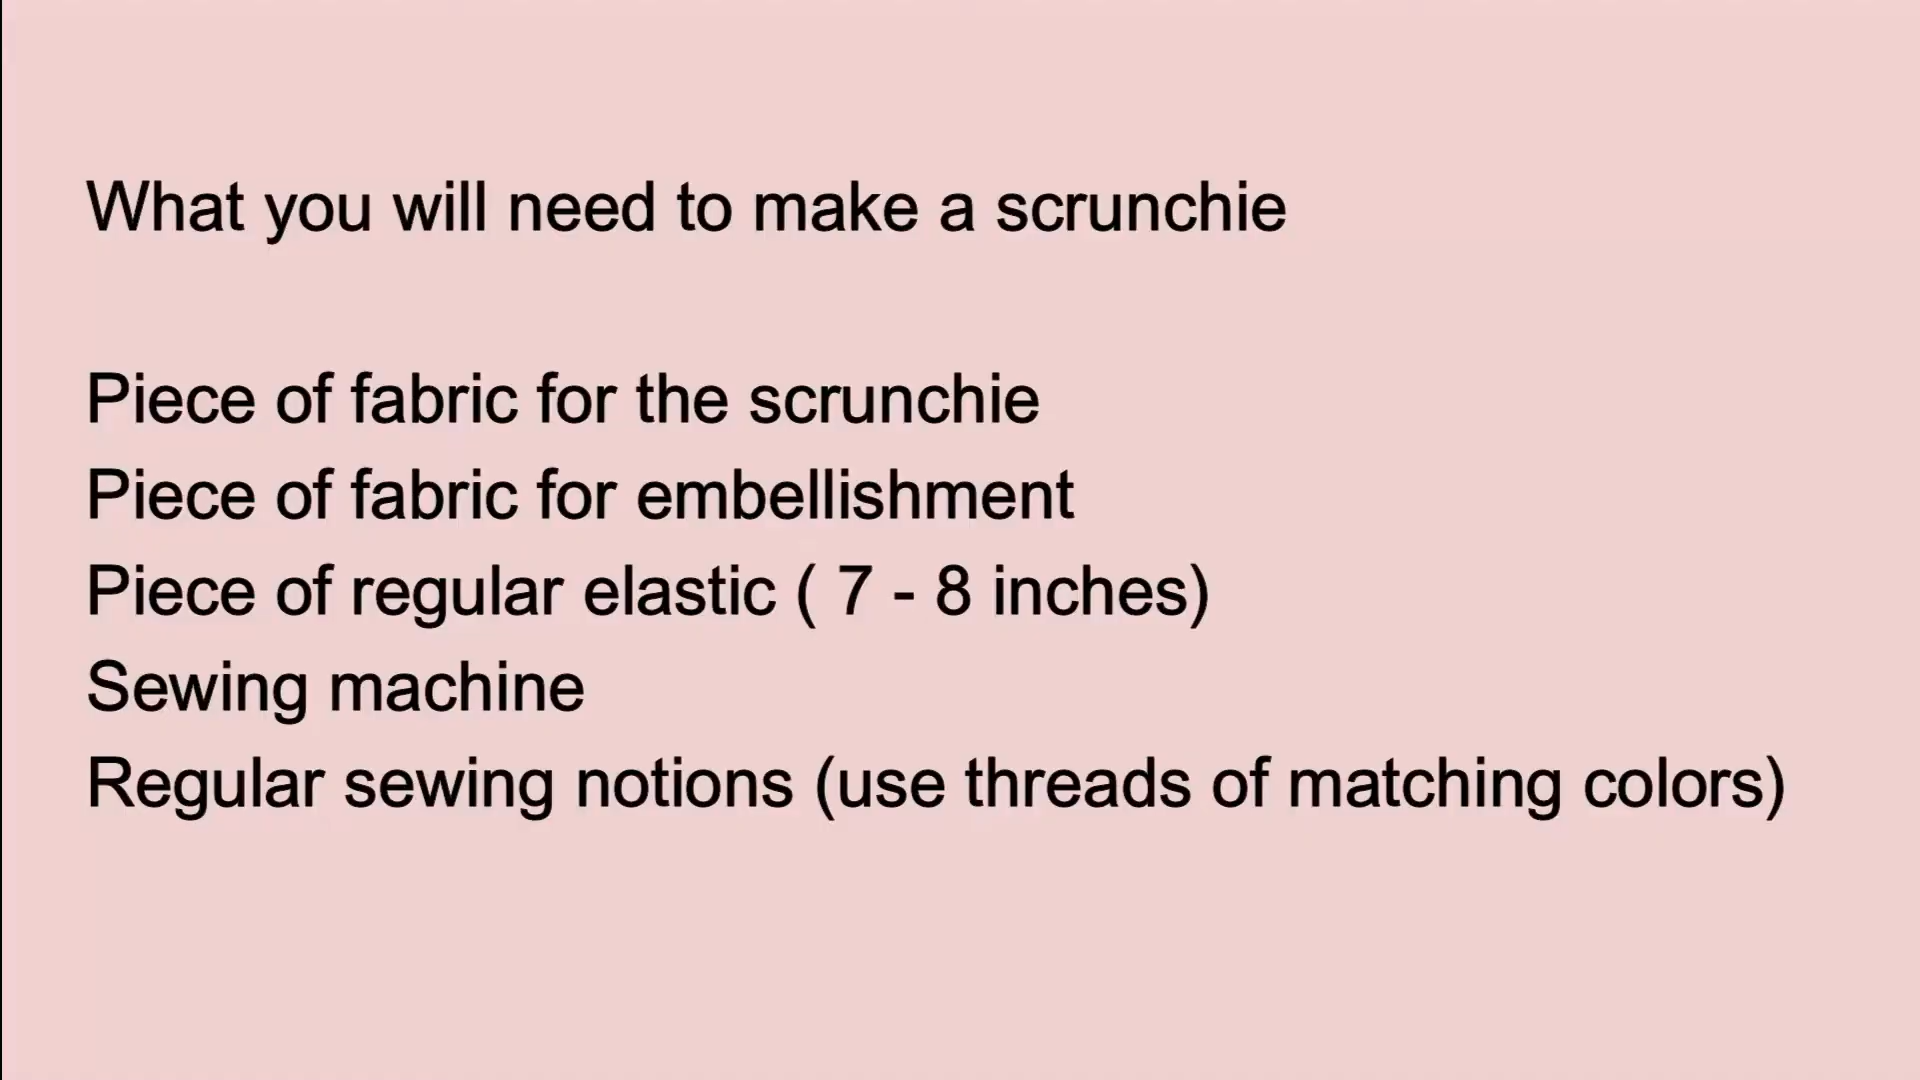 What you will need to make a scrunchie
Piece of fabric for the scrunchie
Piece of fabric for embellishment
Piece of regular elastic ( 7 - 8 inches)
Sewing machine
Regular sewing notions (use threads of matching colors)